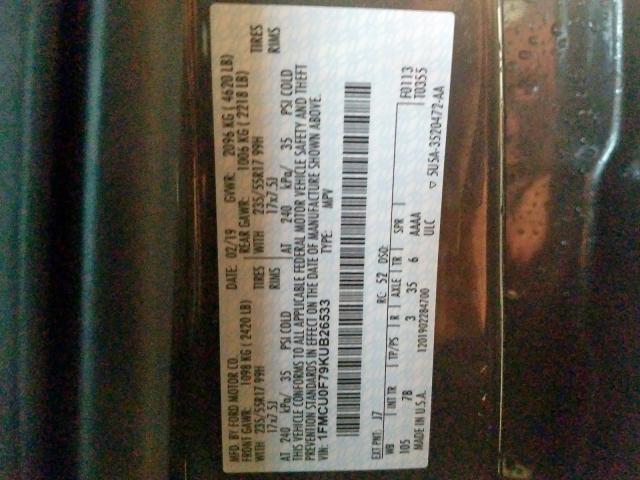 MFD. BY FORD MOTOR CO. DATE: 02/19 GVWR: 2096 KG ( 4620 LB)
FRONT GAWR: 1098 KG ( 2420 LB) REAR GAWR: 1006 KG ( 2218 LB)
235/55R17 99H TIRES WITH 235/55R17 99H TIRES
17x7.5J RIMS 17x7.5J RIMS
AT 240 kPa/ 35 PSI COLD AT 240 kPa/ 35 PSI COLD
THIS VEHICLE CONFORMS TO ALL APPLICABLE FEDERAL MOTOR VEHICLE SAFETY AND THEFT
PREVENTION STANDARDS IN EFFECT ON THE DATE OF MANUFACTURE SHOWN ABOVE.
VIN: 1FMCU0F79KUB26533 TYPE: MPV
EXT PNT: J7 RC: 52 DSO: F0113
WB INT TR TP/PS R AXLE TR SPR T0355
105 7B 3 35 6 AAAA
MADE IN U.S.A. 1201902284700 ULC ▽ 5U5A-3520472-AA